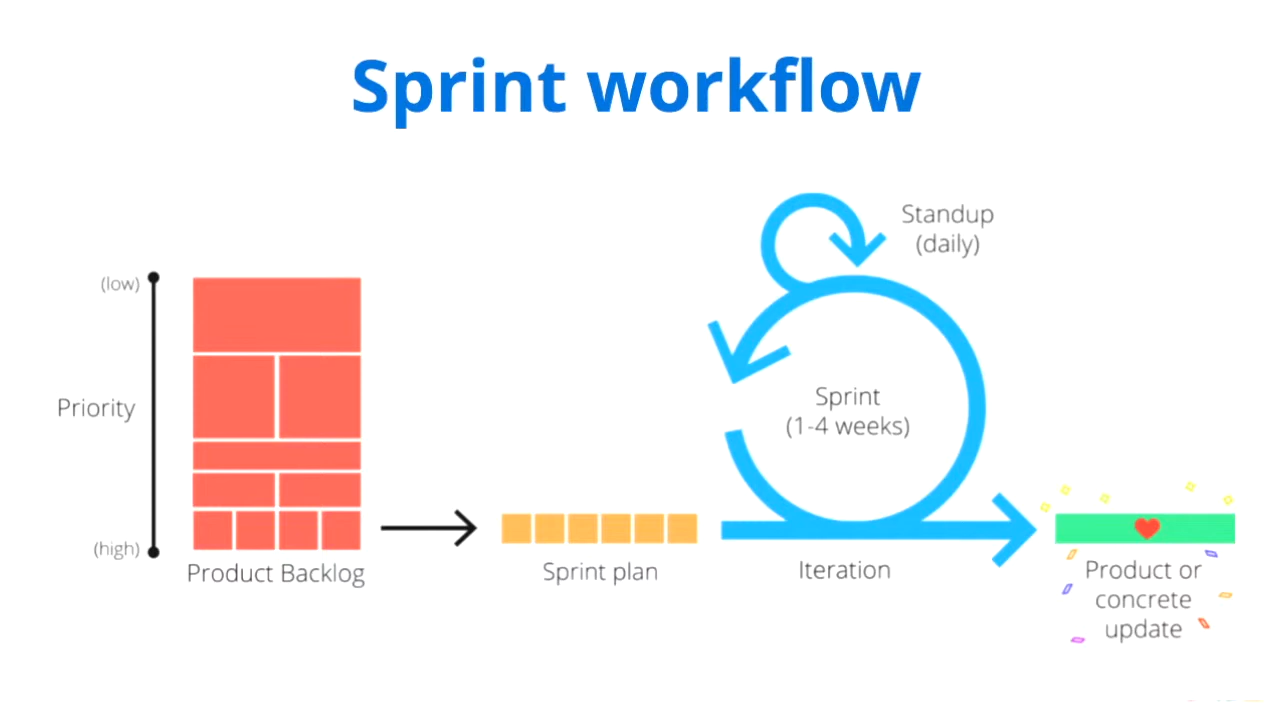 Sprint workflow
Standup
(daily)
(low)
Priority
Sprint
(1-4 weeks)
(high)
Product Backlog
Sprint plan
Iteration
Product or
concrete
update